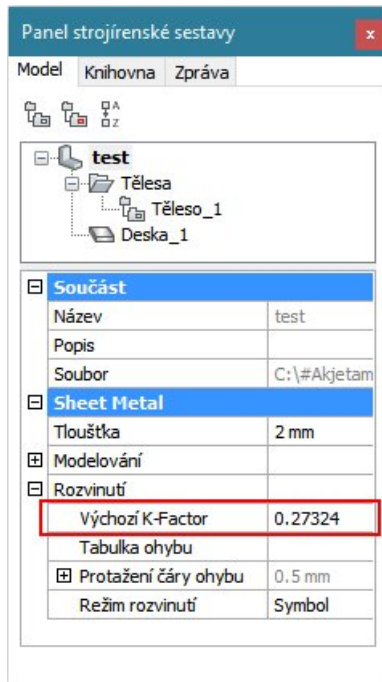 Panel strojírenské sestavy
x
Model Knihovna Zpráva
A
Z
test
Tělesa
Těleso_1
Deska_1
Součást
Název test
Popis
Soubor C:\#Akjetam
Sheet Metal
Tloušťka 2 mm
Modelování
Rozvinutí
Výchozí K-Factor 0.27324
Tabulka ohybu
Protažení čáry ohybu 0.5 mm
Režim rozvinutí Symbol